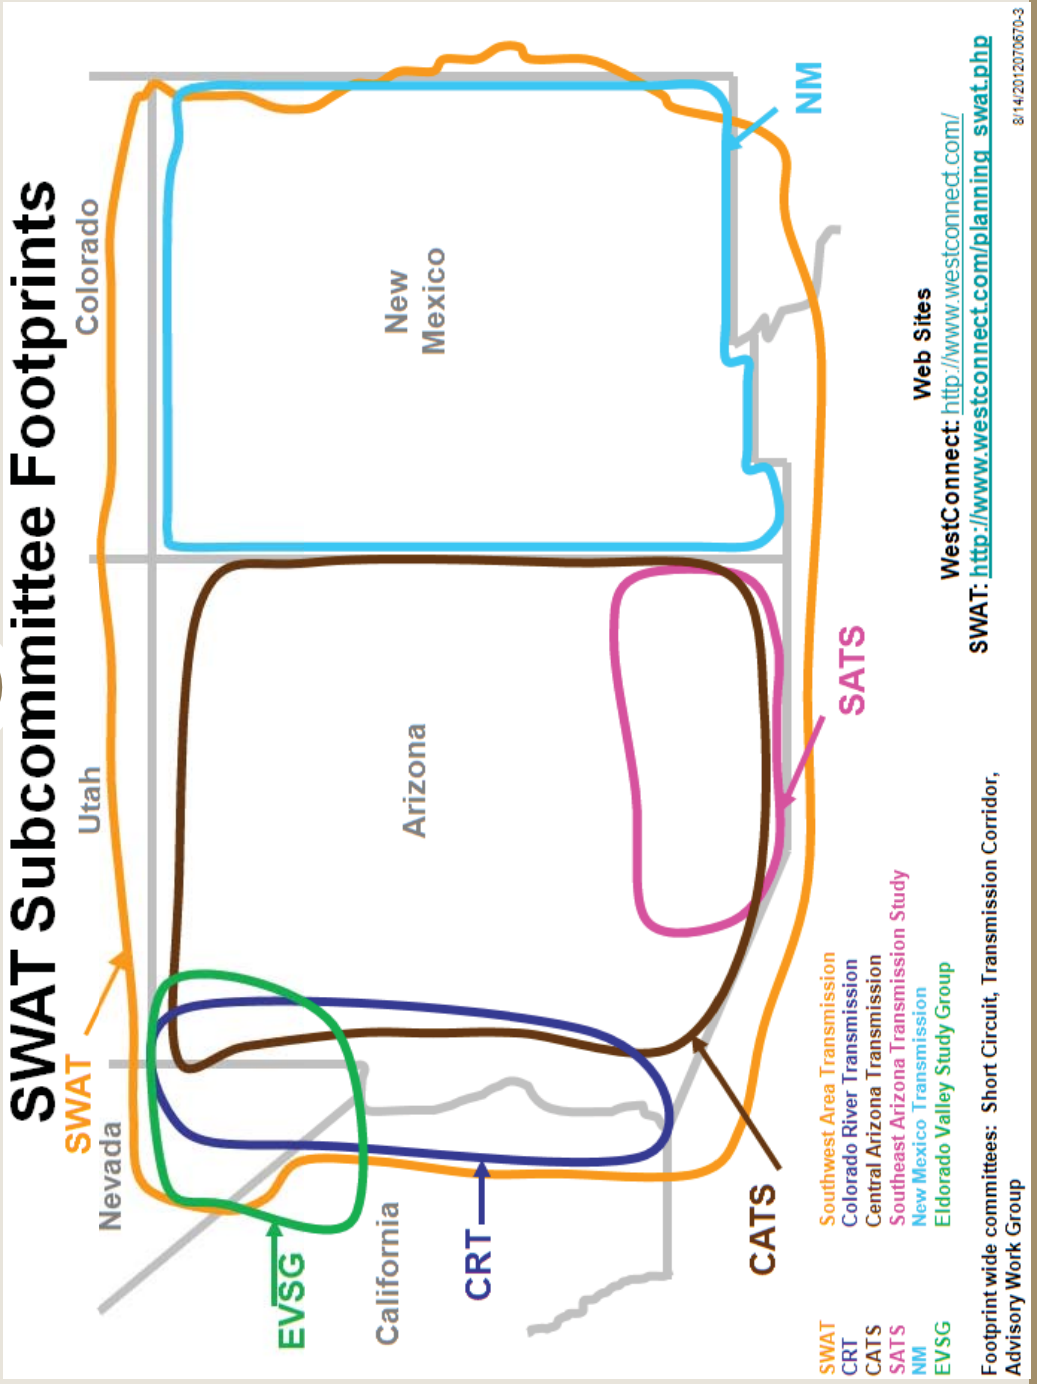 SWAT Subcommittee Footprints
SWAT
Nevada
Utah
Colorado
EVSG
California
CRT
Arizona
New
Mexico
CATS
SATS
NM
SWAT Southwest Area Transmission
CRT Colorado River Transmission
CATS Central Arizona Transmission
SATS Southeast Arizona Transmission Study
NM New Mexico Transmission
EVSG Eldorado Valley Study Group
Web Sites
WestConnect: http://www.westconnect.com/
SWAT: http://www.westconnect.com/planning_swat.php
Footprint wide committees: Short Circuit, Transmission Corridor,
Advisory Work Group
8/14/2012070670-3